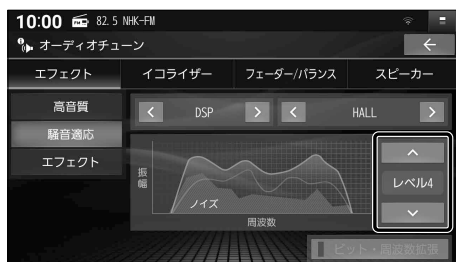 10:00 FM 82.5 NHK-FM
オーディオチューン
エフェクト イコライザー フェーダー/バランス スピーカー
高音質
騒音適応
エフェクト
DSP HALL
振幅
ノイズ
周波数
レベル4
ビット・周波数拡張